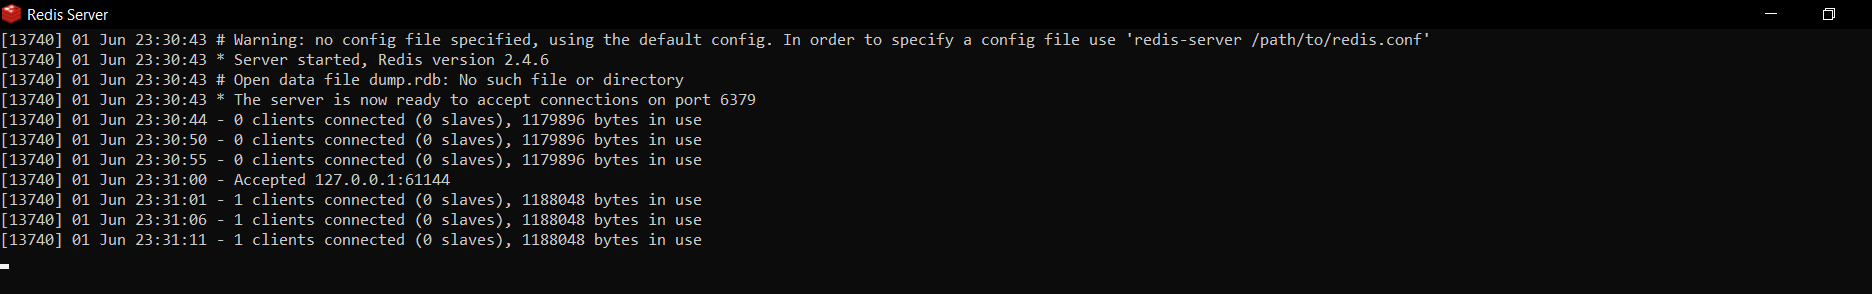 Redis Server
[13740] 01 Jun 23:30:43 # Warning: no config file specified, using the default config. In order to specify a config file use 'redis-server /path/to/redis.conf'
[13740] 01 Jun 23:30:43 * Server started, Redis version 2.4.6
[13740] 01 Jun 23:30:43 # Open data file dump.rdb: No such file or directory
[13740] 01 Jun 23:30:43 * The server is now ready to accept connections on port 6379
[13740] 01 Jun 23:30:44 - 0 clients connected (0 slaves), 1179896 bytes in use
[13740] 01 Jun 23:30:50 - 0 clients connected (0 slaves), 1179896 bytes in use
[13740] 01 Jun 23:30:55 - 0 clients connected (0 slaves), 1179896 bytes in use
[13740] 01 Jun 23:31:00 - Accepted 127.0.0.1:61144
[13740] 01 Jun 23:31:01 - 1 clients connected (0 slaves), 1188048 bytes in use
[13740] 01 Jun 23:31:06 - 1 clients connected (0 slaves), 1188048 bytes in use
[13740] 01 Jun 23:31:11 - 1 clients connected (0 slaves), 1188048 bytes in use